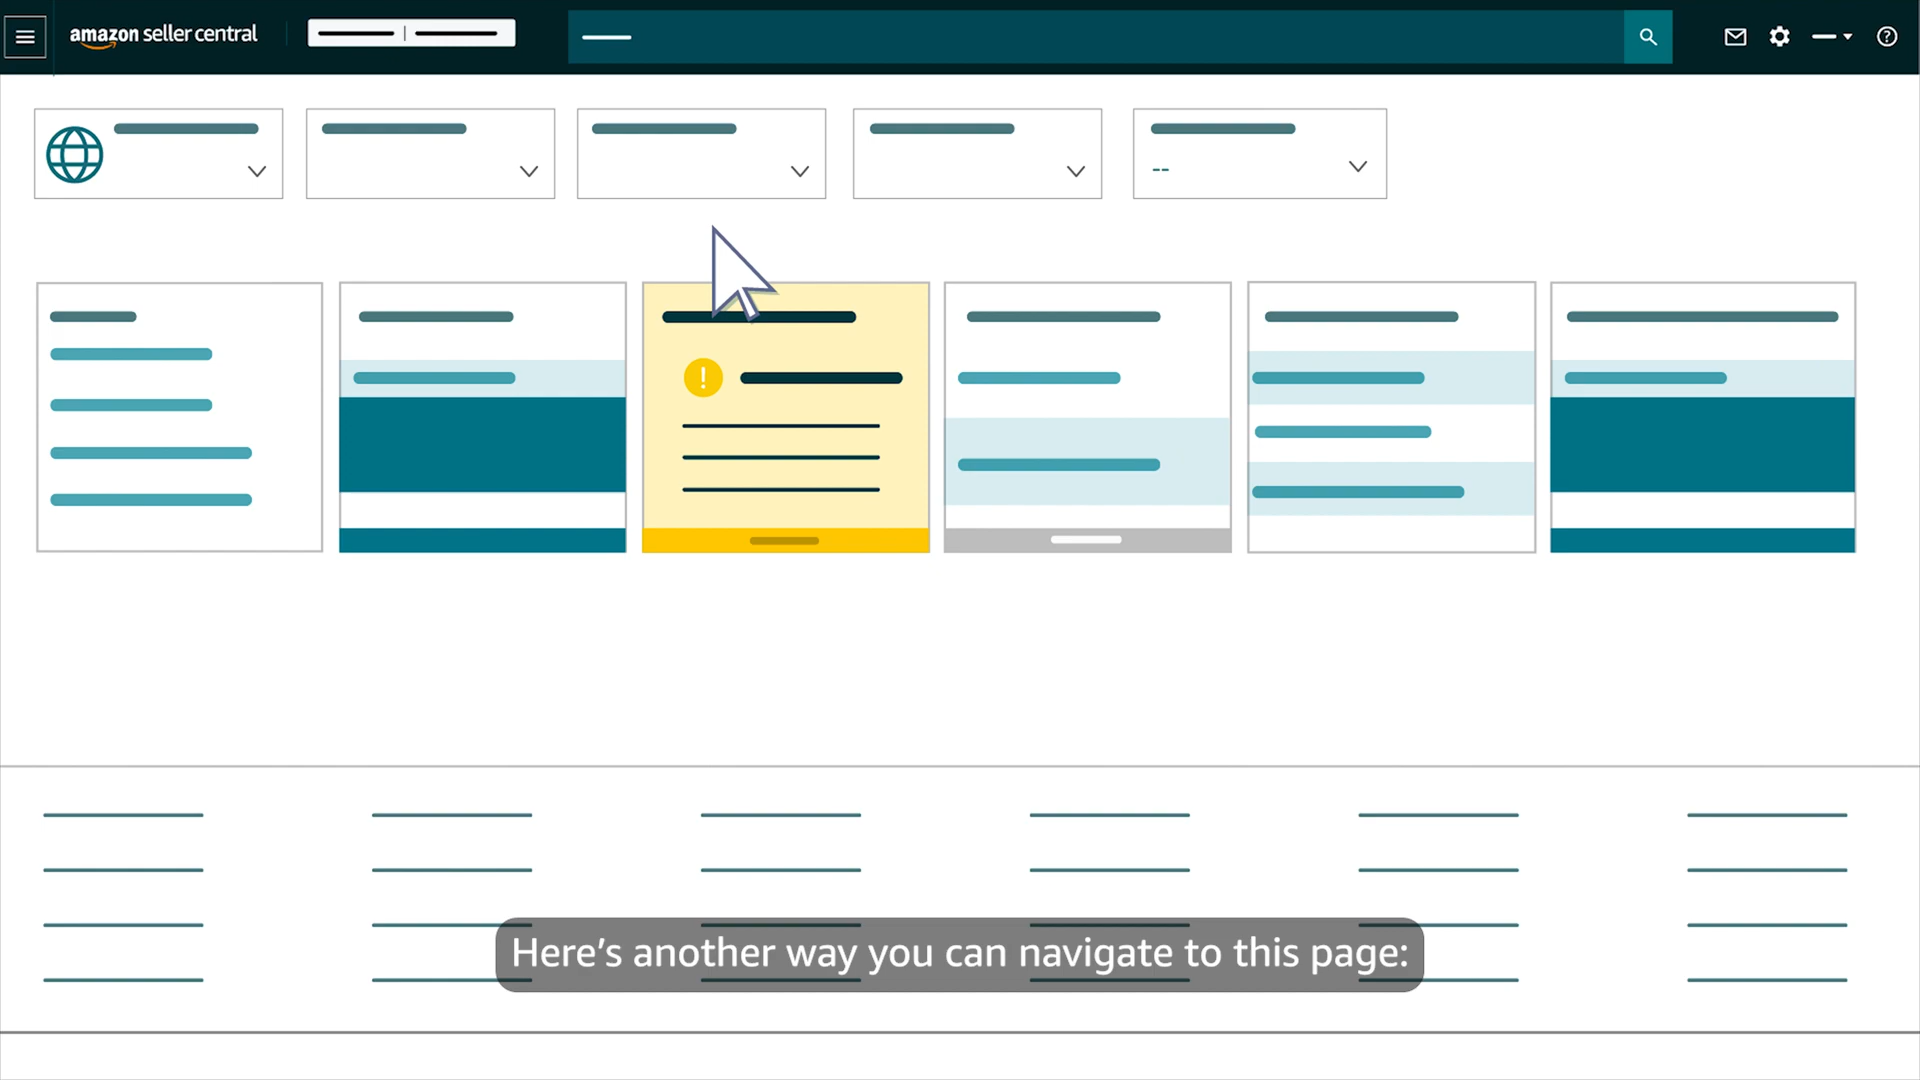 amazon seller central
--
Here’s another way you can navigate to this page: